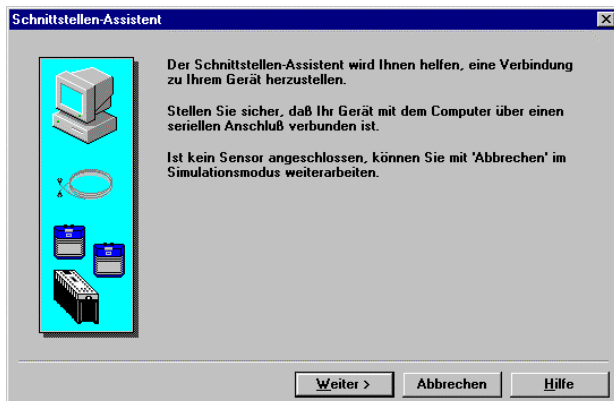 Schnittstellen-Assistent
Der Schnittstellen-Assistent wird Ihnen helfen, eine Verbindung
zu Ihrem Gerät herzustellen.
Stellen Sie sicher, daß Ihr Gerät mit dem Computer über einen
seriellen Anschluß verbunden ist.
Ist kein Sensor angeschlossen, können Sie mit 'Abbrechen' im
Simulationsmodus weiterarbeiten.
Weiter > Abbrechen Hilfe